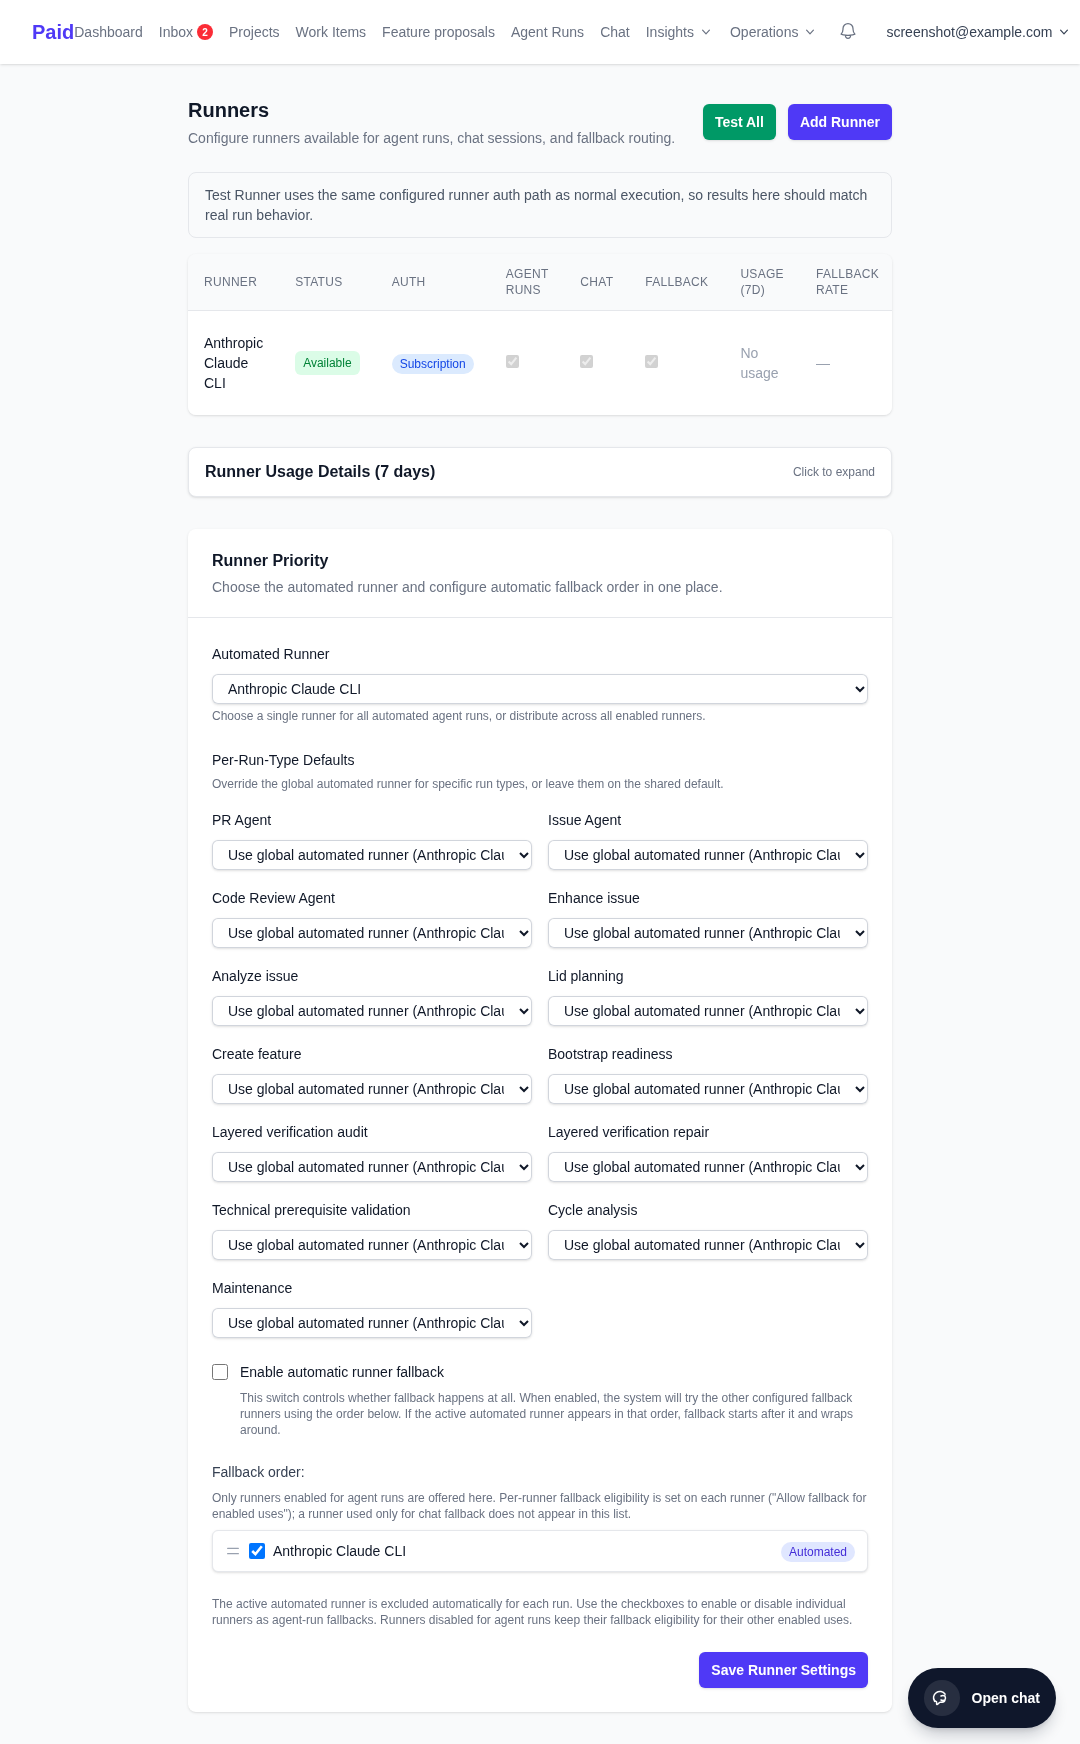 Paid Dashboard Inbox 2 Projects Work Items Feature proposals Agent Runs Chat Insights Operations screenshot@example.com
Runners
Configure runners available for agent runs, chat sessions, and fallback routing.
Test All
Add Runner
Test Runner uses the same configured runner auth path as normal execution, so results here should match
real run behavior.
RUNNER STATUS AUTH AGENT RUNS CHAT FALLBACK USAGE (7D) FALLBACK RATE
Anthropic
Claude
CLI
Available
Subscription
No
usage
—
Runner Usage Details (7 days)
Click to expand
Runner Priority
Choose the automated runner and configure automatic fallback order in one place.
Automated Runner
Anthropic Claude CLI
Choose a single runner for all automated agent runs, or distribute across all enabled runners.
Per-Run-Type Defaults
Override the global automated runner for specific run types, or leave them on the shared default.
PR Agent
Use global automated runner (Anthropic Clau
Issue Agent
Use global automated runner (Anthropic Clau
Code Review Agent
Use global automated runner (Anthropic Clau
Enhance issue
Use global automated runner (Anthropic Clau
Analyze issue
Use global automated runner (Anthropic Clau
Lid planning
Use global automated runner (Anthropic Clau
Create feature
Use global automated runner (Anthropic Clau
Bootstrap readiness
Use global automated runner (Anthropic Clau
Layered verification audit
Use global automated runner (Anthropic Clau
Layered verification repair
Use global automated runner (Anthropic Clau
Technical prerequisite validation
Use global automated runner (Anthropic Clau
Cycle analysis
Use global automated runner (Anthropic Clau
Maintenance
Use global automated runner (Anthropic Clau
Enable automatic runner fallback
This switch controls whether fallback happens at all. When enabled, the system will try the other configured fallback
runners using the order below. If the active automated runner appears in that order, fallback starts after it and wraps
around.
Fallback order:
Only runners enabled for agent runs are offered here. Per-runner fallback eligibility is set on each runner ("Allow fallback for
enabled uses"); a runner used only for chat fallback does not appear in this list.
Anthropic Claude CLI
Automated
The active automated runner is excluded automatically for each run. Use the checkboxes to enable or disable individual
runners as agent-run fallbacks. Runners disabled for agent runs keep their fallback eligibility for their other enabled uses.
Save Runner Settings
Open chat